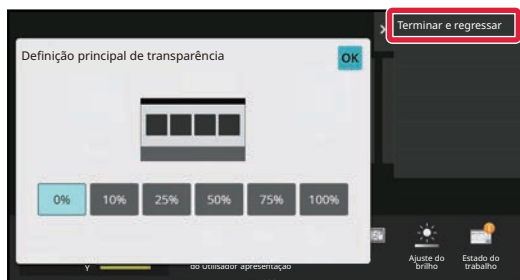 Terminar e regressar
Definição principal de transparência
OK
0% 10% 25% 50% 75% 100%
Ajuste do
brilho
Estado do
trabalho
Y
do Utilisador apresentação